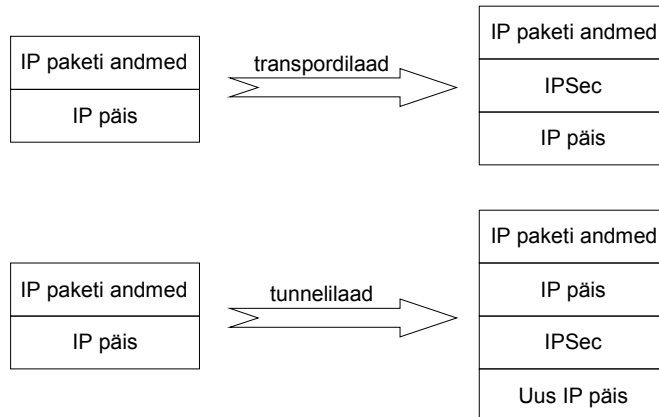 IP paketi andmed
IP päis
transpordilaad
IP paketi andmed
IPSec
IP päis
IP paketi andmed
IP päis
tunnelilaad
IP paketi andmed
IP päis
IPSec
Uus IP päis